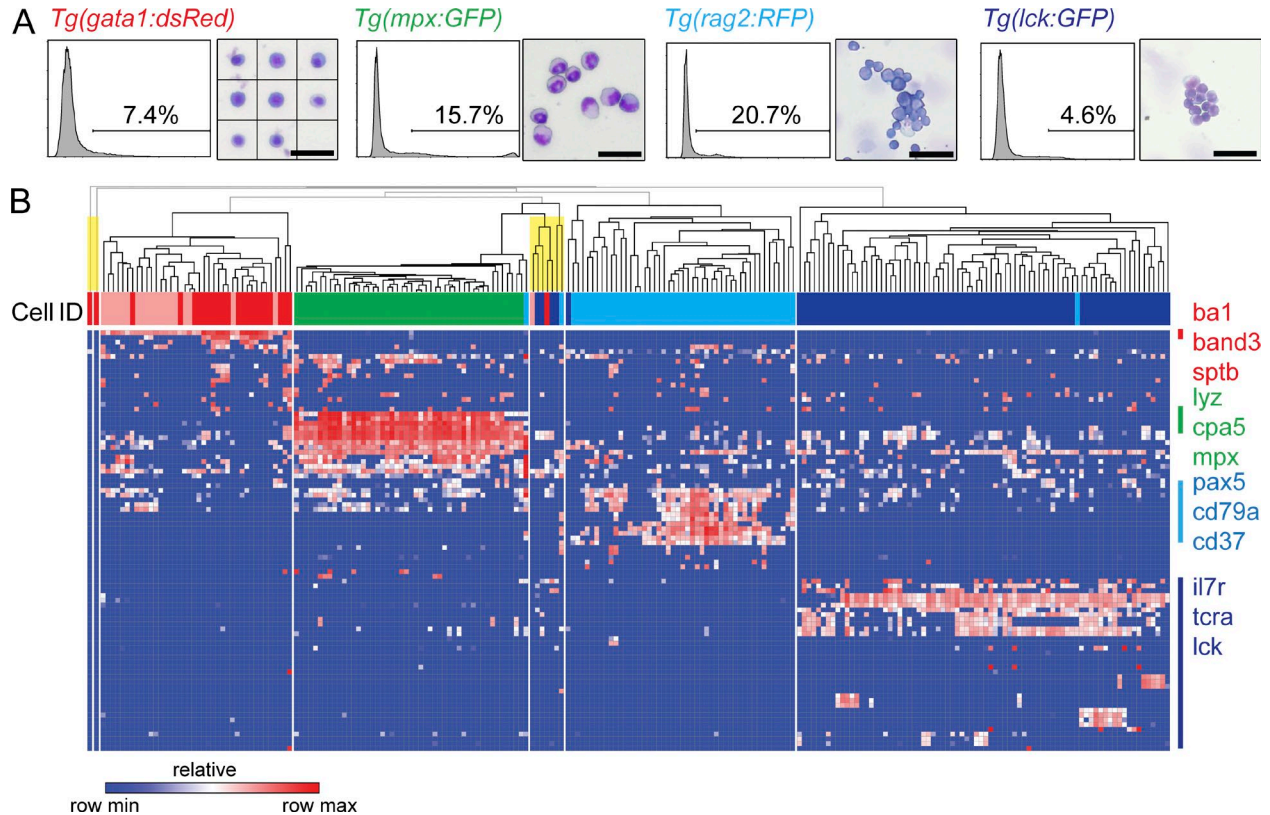 A
Tg(gata1:dsRed)
Tg(mpx:GFP)
Tg(rag2:RFP)
Tg(lck:GFP)
7.4%
15.7%
20.7%
4.6%
B
Cell ID
ba1
band3
sptb
lyz
cpa5
mpx
pax5
cd79a
cd37
il7r
tcra
lck
relative
row min
row max